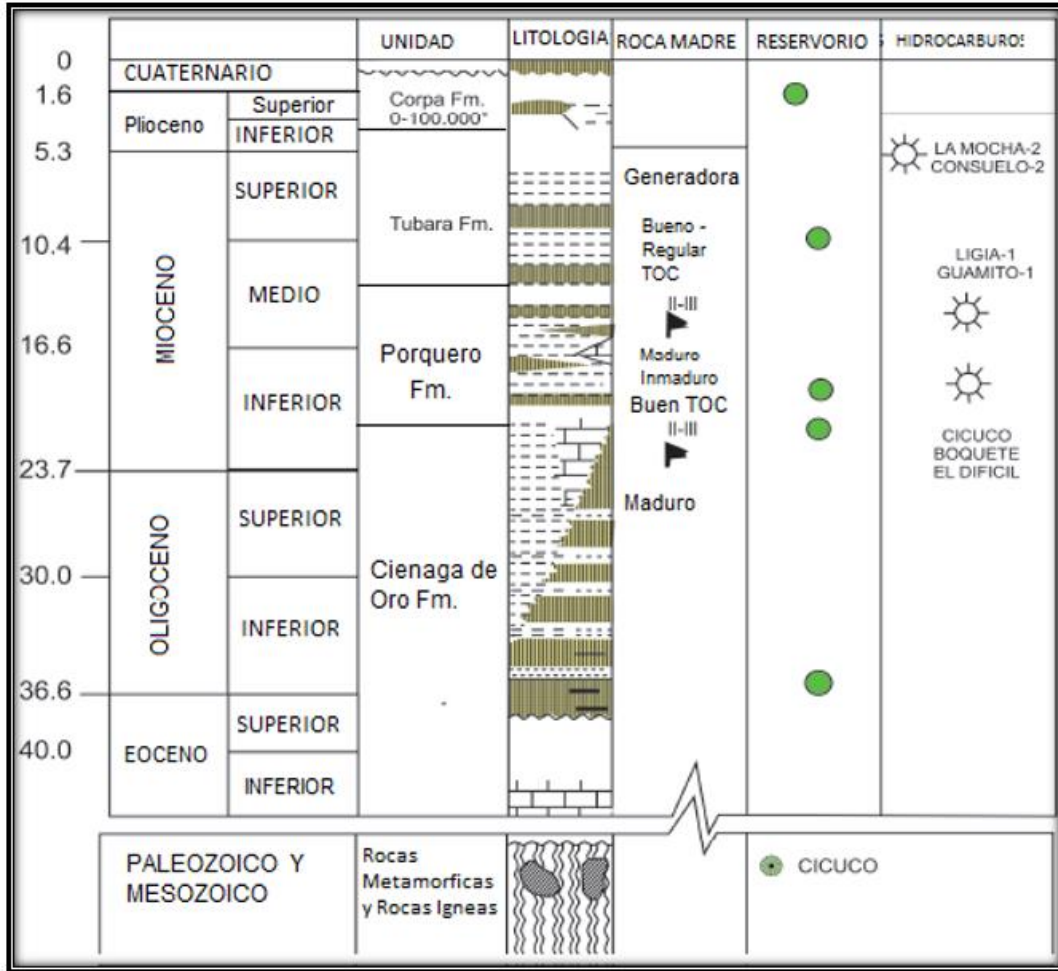 UNIDAD
LITOLOGIA
ROCA MADRE
RESERVORIO
HIDROCARBUROS
0
CUATERNARIO
1.6
Plioceno
Superior
INFERIOR
Corpa Fm.
0-100.000"
5.3
MIOCENO
SUPERIOR
10.4
MEDIO
16.6
INFERIOR
23.7
Tubara Fm.
Porquero
Fm.
Generadora
Bueno -
Regular
TOC
II-III
Maduro
Inmaduro
Buen TOC
II-III
Maduro
LA MOCHA-2
CONSUELO-2
LIGIA-1
GUAMITO-1
CICUCO
BOQUETE
EL DIFICIL
OLIGOCENO
SUPERIOR
30.0
INFERIOR
36.6
Cienaga de
Oro Fm.
EOCENO
SUPERIOR
40.0
INFERIOR
PALEOZOICO Y
MESOZOICO
Rocas
Metamorficas
y Rocas Igneas
CICUCO